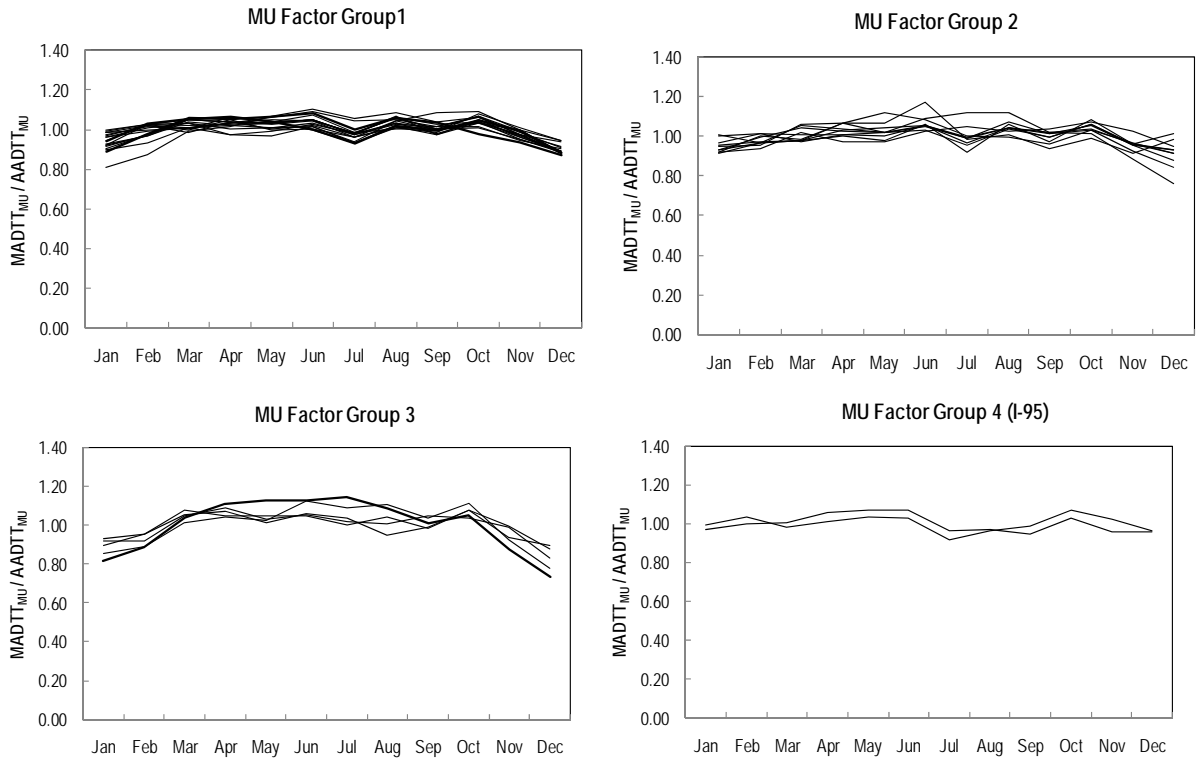 MU Factor Group1
1.40
1.20
1.00
0.80
0.60
0.40
0.20
0.00
MADTT_MU / AADTT_MU
Jan Feb Mar Apr May Jun Jul Aug Sep Oct Nov Dec
MU Factor Group 2
1.40
1.20
1.00
0.80
0.60
0.40
0.20
0.00
MADTT_MU / AADTT_MU
Jan Feb Mar Apr May Jun Jul Aug Sep Oct Nov Dec
MU Factor Group 3
1.40
1.20
1.00
0.80
0.60
0.40
0.20
0.00
MADTT_MU / AADTT_MU
Jan Feb Mar Apr May Jun Jul Aug Sep Oct Nov Dec
MU Factor Group 4 (I-95)
1.40
1.20
1.00
0.80
0.60
0.40
0.20
0.00
MADTT_MU / AADTT_MU
Jan Feb Mar Apr May Jun Jul Aug Sep Oct Nov Dec